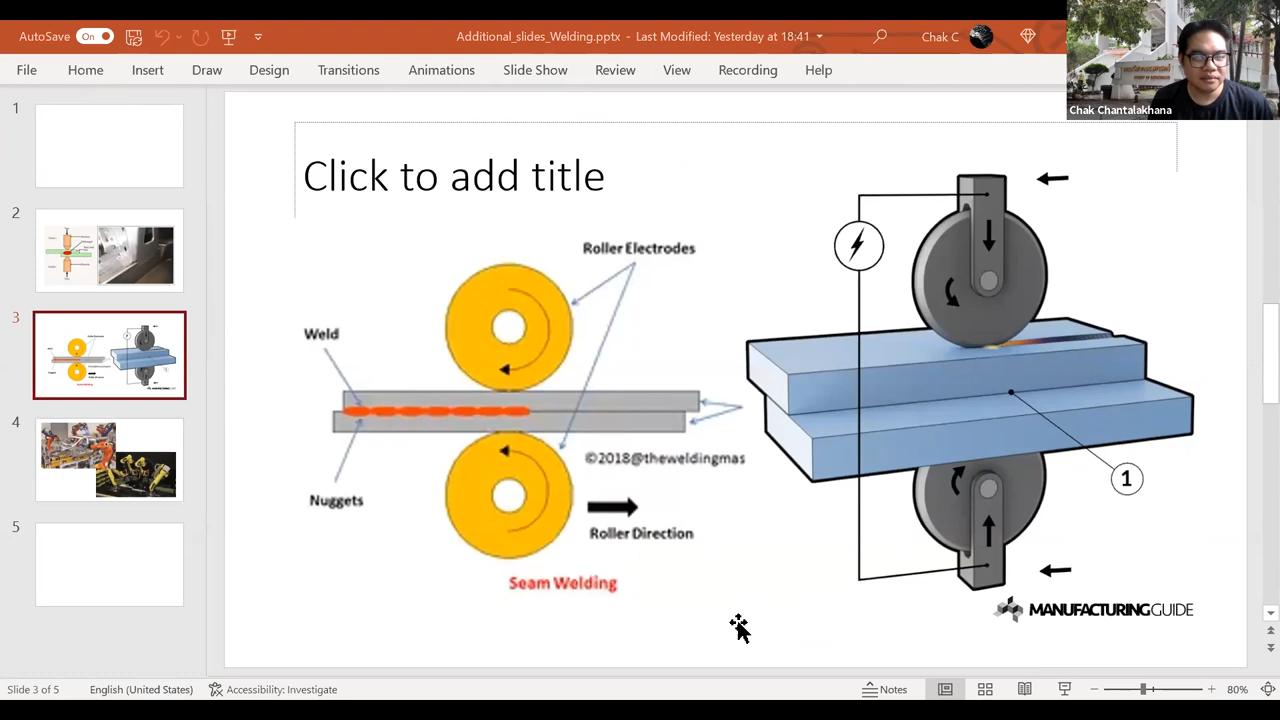 AutoSave On
Additional_slides_Welding.pptx - Last Modified: Yesterday at 18:41
Chak C
Chak Chantalakhana
File Home Insert Draw Design Transitions Animations Slide Show Review View Recording Help
1
2
3
4
5
Click to add title
Roller Electrodes
Weld
©2018@theweldingmas
Nuggets
Roller Direction
Seam Welding
1
MANUFACTURINGGUIDE
Slide 3 of 5 English (United States) Accessibility: Investigate Notes 80%